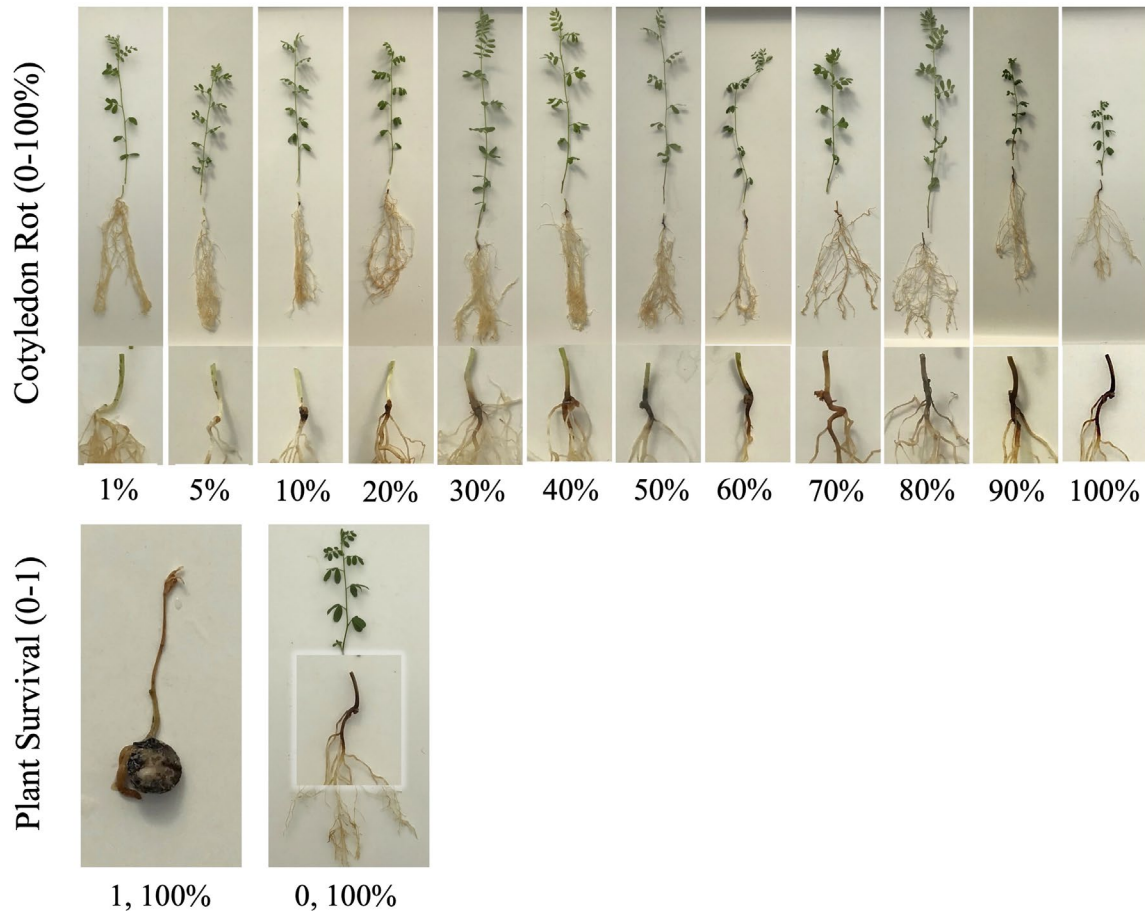 Cotyledon Rot (0-100%)
1% 5% 10% 20% 30% 40% 50% 60% 70% 80% 90% 100%
Plant Survival (0-1)
1, 100% 0, 100%